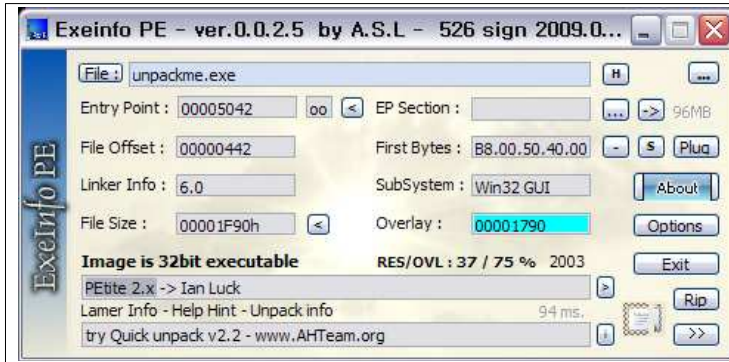 Exeinfo PE - ver.0.0.2.5 by A.S.L - 526 sign 2009.0...
File : unpackme.exe H ...
Entry Point : 00005042 oo < EP Section : ... -> 96MB
File Offset : 00000442 First Bytes : B8.00.50.40.00 - S Plug
Linker Info : 6.0 SubSystem : Win32 GUI About
File Size : 00001F90h < Overlay : 00001790 Options
Image is 32bit executable RES/OVL : 37 / 75 % 2003 Exit
PEtite 2.x -> Ian Luck > Rip
Lamer Info - Help Hint - Unpack info 94 ms.
try Quick unpack v2.2 - www.AHTeam.org i >>
ExeInfo PE